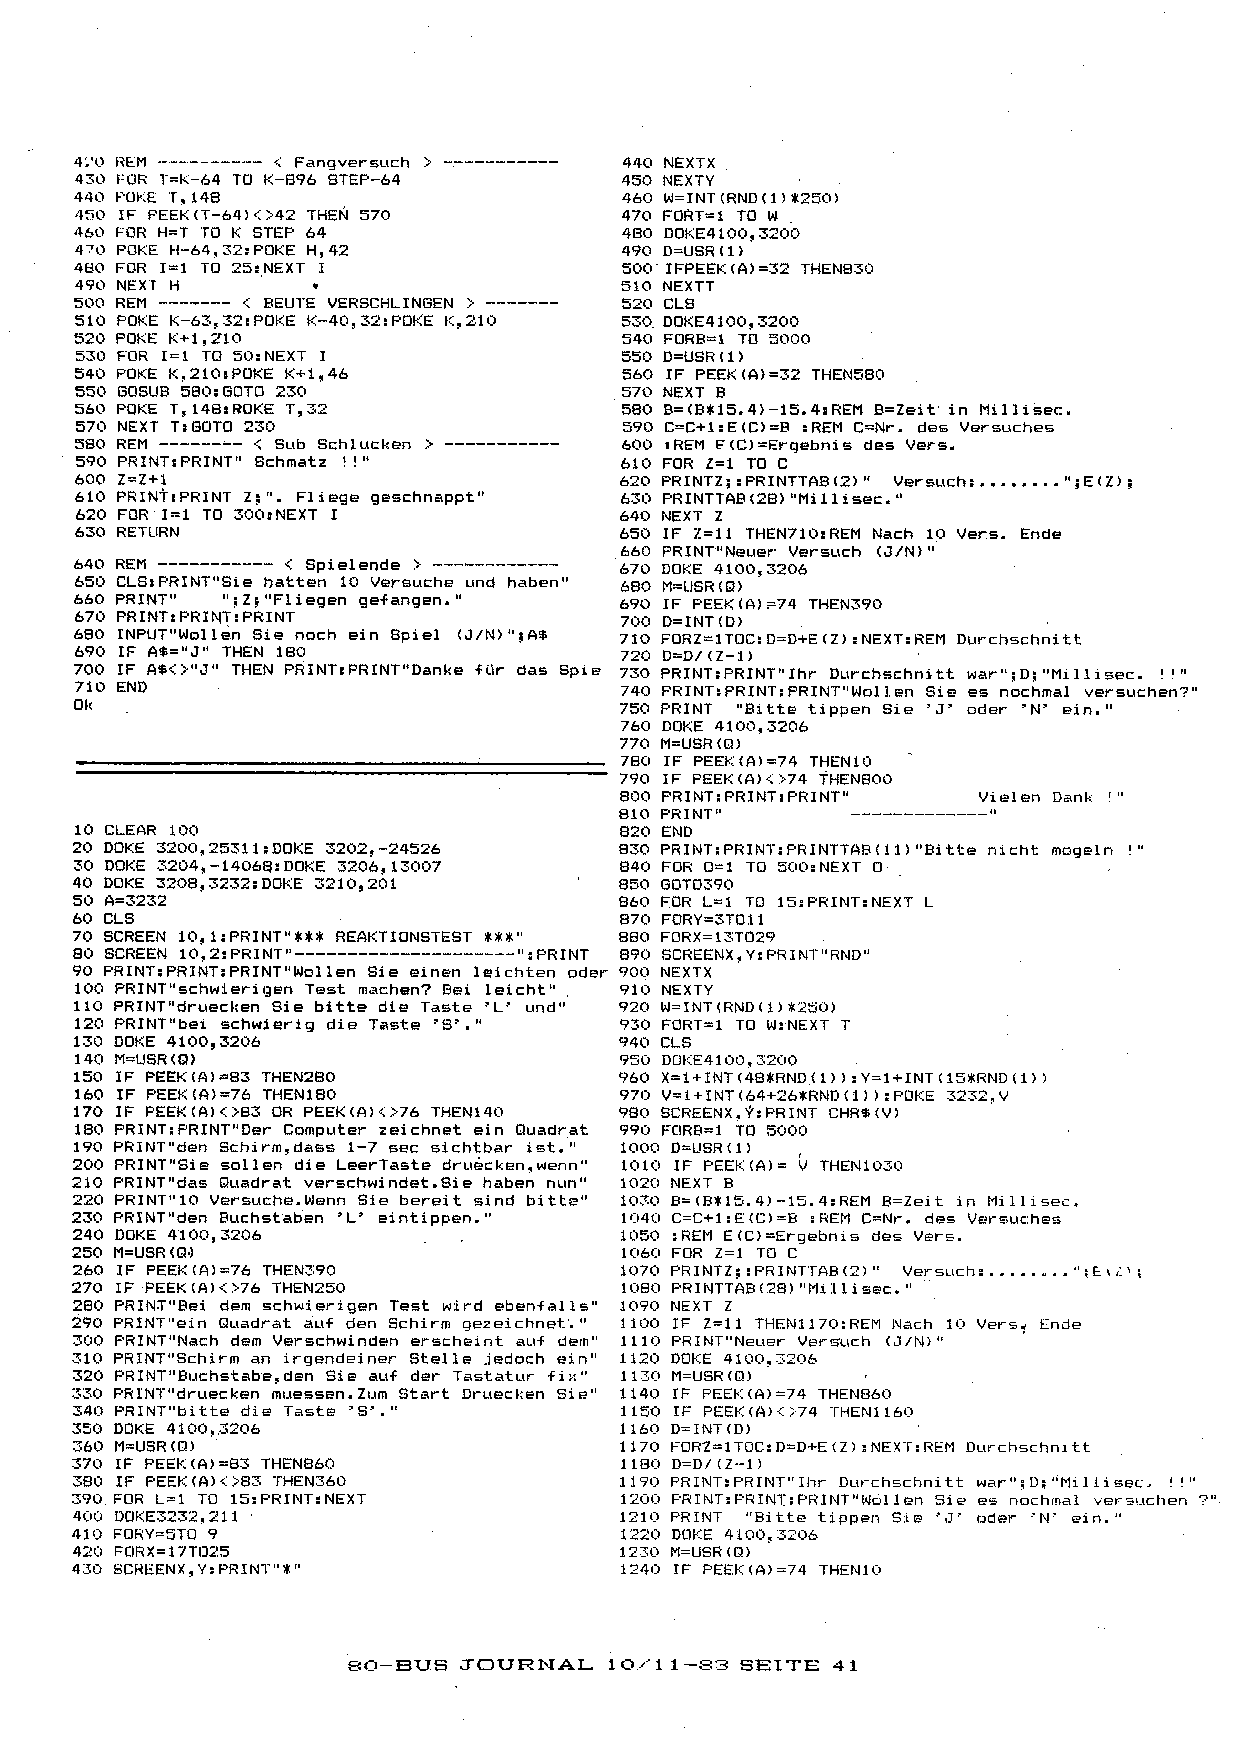 420 REM ---------- < Fangversuch > -----------
430 FOR T=K-64 TO K-896 STEP-64
440 POKE T,148
450 IF PEEK(T-64)<>42 THEN 570
460 FOR H=T TO K STEP 64
470 POKE H-64,32:POKE H,42
480 FOR I=1 TO 25:NEXT I
490 NEXT H
500 REM ------- < BEUTE VERSCHLINGEN > -------
510 POKE K-63,32:POKE K-40,32:POKE K,210
520 POKE K+1,210
530 FOR I=1 TO 50:NEXT I
540 POKE K,210:POKE K+1,46
550 GOSUB 580:GOTO 230
560 POKE T,148:ROKE T,32
570 NEXT T:GOTO 230
580 REM -------- < Sub Schlucken > -----------
590 PRINT:PRINT" Schmatz !!"
600 Z=Z+1
610 PRINT:PRINT Z;". Fliege geschnappt"
620 FOR I=1 TO 300:NEXT I
630 RETURN
640 REM ----------- < Spielende > ------------
650 CLS:PRINT"Sie hatten 10 Versuche und haben"
660 PRINT"    ";Z;"Fliegen gefangen."
670 PRINT:PRINT:PRINT
680 INPUT"Wollen Sie noch ein Spiel (J/N)";A$
690 IF A$="J" THEN 180
700 IF A$<>"J" THEN PRINT:PRINT"Danke für das Spie
710 END
Ok
10 CLEAR 100
20 DOKE 3200,25311:DOKE 3202,-24526
30 DOKE 3204,-14068:DOKE 3206,13007
40 DOKE 3208,3232:DOKE 3210,201
50 A=3232
60 CLS
70 SCREEN 10,1:PRINT"*** REAKTIONSTEST ***"
80 SCREEN 10,2:PRINT"---------------------":PRINT
90 PRINT:PRINT:PRINT"Wollen Sie einen leichten oder
100 PRINT"schwierigen Test machen? Bei leicht"
110 PRINT"druecken Sie bitte die Taste 'L' und"
120 PRINT"bei schwierig die Taste 'S'."
130 DOKE 4100,3206
140 M=USR(Q)
150 IF PEEK(A)=83 THEN280
160 IF PEEK(A)=76 THEN180
170 IF PEEK(A)<>83 OR PEEK(A)<>76 THEN140
180 PRINT:PRINT"Der Computer zeichnet ein Quadrat
190 PRINT"den Schirm,dass 1-7 sec sichtbar ist."
200 PRINT"Sie sollen die LeerTaste druecken,wenn"
210 PRINT"das Quadrat verschwindet.Sie haben nun"
220 PRINT"10 Versuche.Wenn Sie bereit sind bitte"
230 PRINT"den Buchstaben 'L' eintippen."
240 DOKE 4100,3206
250 M=USR(Q)
260 IF PEEK(A)=76 THEN390
270 IF PEEK(A)<>76 THEN250
280 PRINT"Bei dem schwierigen Test wird ebenfalls"
290 PRINT"ein Quadrat auf den Schirm gezeichnet."
300 PRINT"Nach dem Verschwinden erscheint auf dem"
310 PRINT"Schirm an irgendeiner Stelle jedoch ein"
320 PRINT"Buchstabe,den Sie auf der Tastatur fix"
330 PRINT"druecken muessen.Zum Start Druecken Sie"
340 PRINT"bitte die Taste 'S'."
350 DOKE 4100,3206
360 M=USR(Q)
370 IF PEEK(A)=83 THEN860
380 IF PEEK(A)<>83 THEN360
390 FOR L=1 TO 15:PRINT:NEXT
400 DOKE3232,211
410 FORY=5TO 9
420 FORX=17TO25
430 SCREENX,Y:PRINT"*"
440 NEXTX
450 NEXTY
460 W=INT(RND(1)*250)
470 FORT=1 TO W
480 DOKE4100,3200
490 D=USR(1)
500 IFPEEK(A)=32 THEN830
510 NEXTT
520 CLS
530 DOKE4100,3200
540 FORB=1 TO 5000
550 D=USR(1)
560 IF PEEK(A)=32 THEN580
570 NEXT B
580 B=(B*15.4)-15.4:REM B=Zeit in Millisec.
590 C=C+1:E(C)=B :REM C=Nr. des Versuches
600 :REM E(C)=Ergebnis des Vers.
610 FOR Z=1 TO C
620 PRINTZ;:PRINTTAB(2)"  Versuch:........";E(Z);
630 PRINTTAB(28)"Millisec."
640 NEXT Z
650 IF Z=11 THEN710:REM Nach 10 Vers. Ende
660 PRINT"Neuer Versuch (J/N)"
670 DOKE 4100,3206
680 M=USR(Q)
690 IF PEEK(A)=74 THEN390
700 D=INT(D)
710 FORZ=1TOC:D=D+E(Z):NEXT:REM Durchschnitt
720 D=D/(Z-1)
730 PRINT:PRINT"Ihr Durchschnitt war";D;"Millisec. !!"
740 PRINT:PRINT:PRINT"Wollen Sie es nochmal versuchen?"
750 PRINT  "Bitte tippen Sie 'J' oder 'N' ein."
760 DOKE 4100,3206
770 M=USR(Q)
780 IF PEEK(A)=74 THEN10
790 IF PEEK(A)<>74 THEN800
800 PRINT:PRINT:PRINT"            Vielen Dank !"
810 PRINT"            -------------"
820 END
830 PRINT:PRINT:PRINTTAB(11)"Bitte nicht mogeln !"
840 FOR O=1 TO 500:NEXT O
850 GOTO390
860 FOR L=1 TO 15:PRINT:NEXT L
870 FORY=3TO11
880 FORX=13TO29
890 SCREENX,Y:PRINT"RND"
900 NEXTX
910 NEXTY
920 W=INT(RND(1)*250)
930 FORT=1 TO W:NEXT T
940 CLS
950 DOKE4100,3200
960 X=1+INT(48*RND(1)):Y=1+INT(15*RND(1))
970 V=1+INT(64+26*RND(1)):POKE 3232,V
980 SCREENX,Y:PRINT CHR$(V)
990 FORB=1 TO 5000
1000 D=USR(1)
1010 IF PEEK(A)= V THEN1030
1020 NEXT B
1030 B=(B*15.4)-15.4:REM B=Zeit in Millisec.
1040 C=C+1:E(C)=B :REM C=Nr. des Versuches
1050 :REM E(C)=Ergebnis des Vers.
1060 FOR Z=1 TO C
1070 PRINTZ;:PRINTTAB(2)"  Versuch:........";E(Z);
1080 PRINTTAB(28)"Millisec."
1090 NEXT Z
1100 IF Z=11 THEN1170:REM Nach 10 Vers. Ende
1110 PRINT"Neuer Versuch (J/N)"
1120 DOKE 4100,3206
1130 M=USR(Q)
1140 IF PEEK(A)=74 THEN860
1150 IF PEEK(A)<>74 THEN1160
1160 D=INT(D)
1170 FORZ=1TOC:D=D+E(Z):NEXT:REM Durchschnitt
1180 D=D/(Z-1)
1190 PRINT:PRINT"Ihr Durchschnitt war";D;"Millisec. !!"
1200 PRINT:PRINT:PRINT"Wollen Sie es nochmal versuchen ?"
1210 PRINT  "Bitte tippen Sie 'J' oder 'N' ein."
1220 DOKE 4100,3206
1230 M=USR(Q)
1240 IF PEEK(A)=74 THEN10
80-BUS JOURNAL 10/11-83 SEITE 41